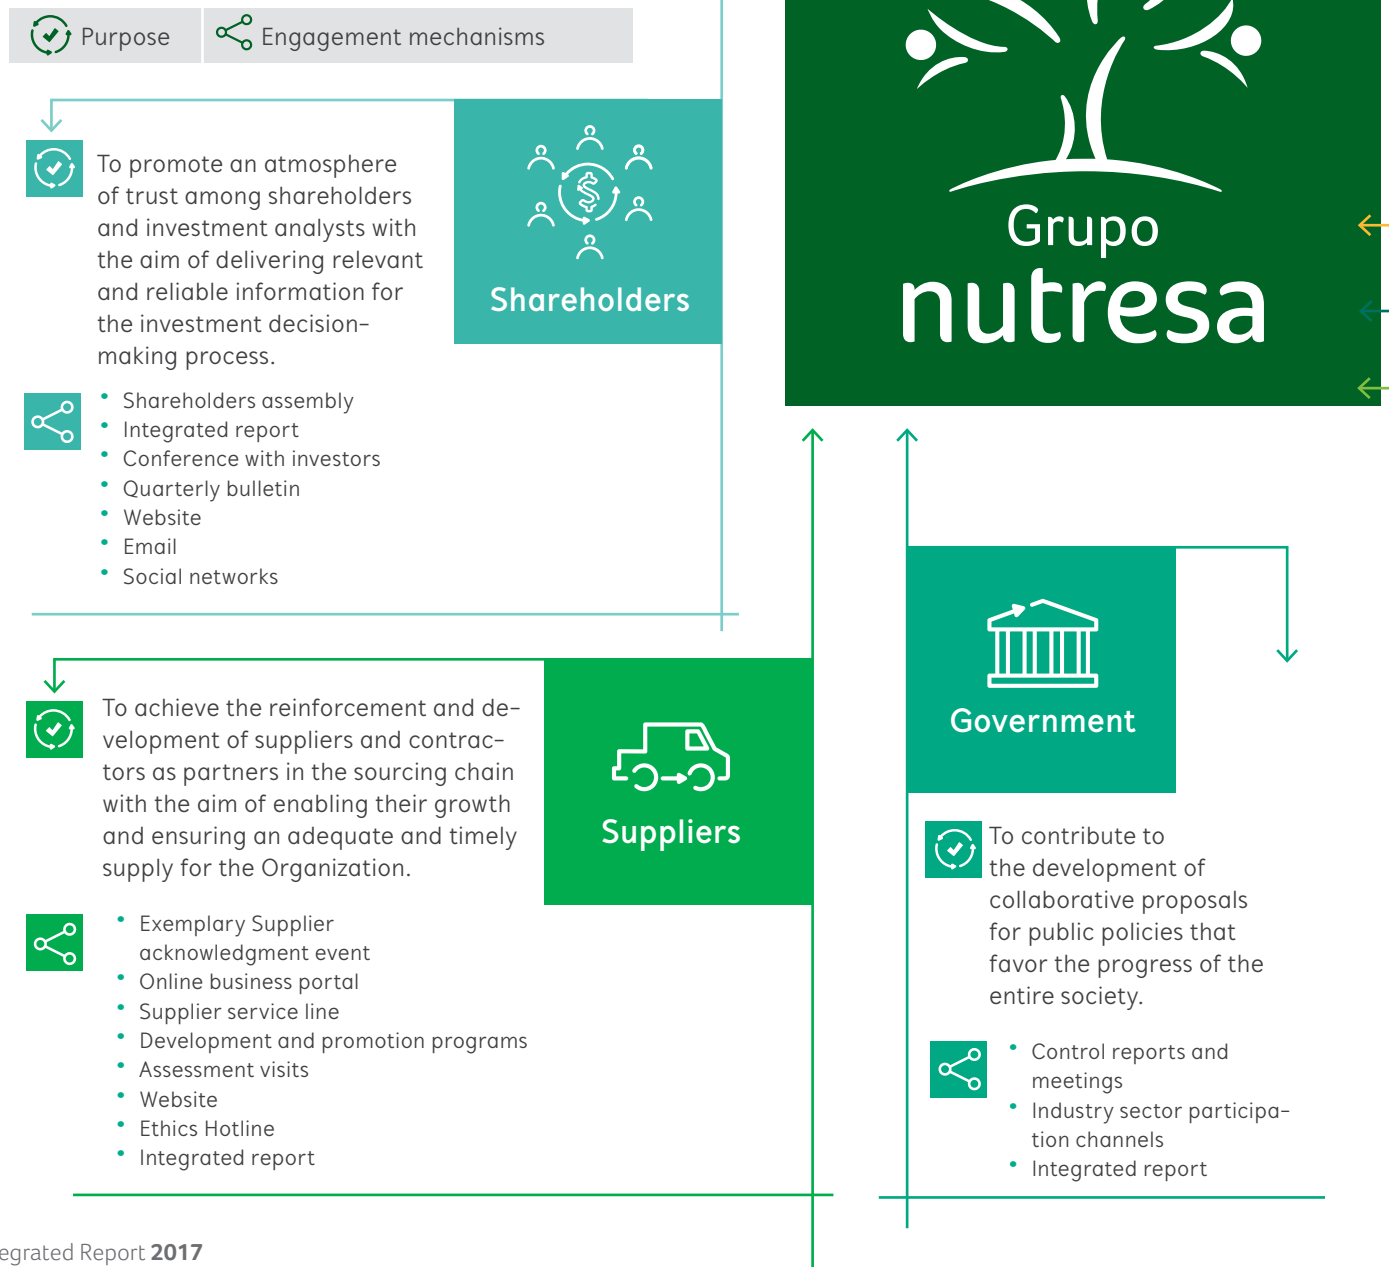 Purpose
Engagement mechanisms
To promote an atmosphere
of trust among shareholders
and investment analysts with
the aim of delivering relevant
and reliable information for
the investment decision-
making process.
Shareholders
• Shareholders assembly
• Integrated report
• Conference with investors
• Quarterly bulletin
• Website
• Email
• Social networks
Grupo
nutresa
To achieve the reinforcement and de-
velopment of suppliers and contrac-
tors as partners in the sourcing chain
with the aim of enabling their growth
and ensuring an adequate and timely
supply for the Organization.
Suppliers
• Exemplary Supplier
acknowledgment event
• Online business portal
• Supplier service line
• Development and promotion programs
• Assessment visits
• Website
• Ethics Hotline
• Integrated report
Government
To contribute to
the development of
collaborative proposals
for public policies that
favor the progress of the
entire society.
• Control reports and
meetings
• Industry sector participa-
tion channels
• Integrated report
egrated Report 2017